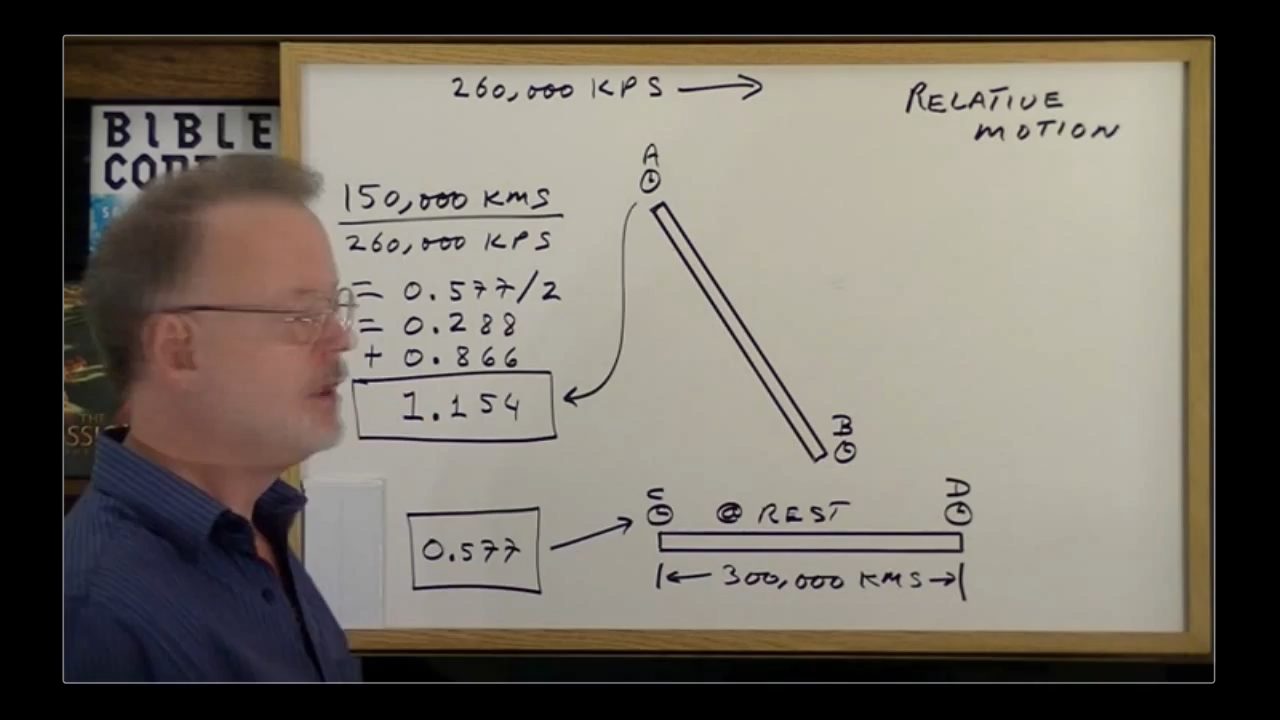 260,000 KPS
RELATIVE
MOTION
BIBLE
A
150,000 KMS
260,000 KPS
= 0.577/2
= 0.288
+ 0.866
1.154
B
C
@ REST
D
0.577
300,000 KMS
THE